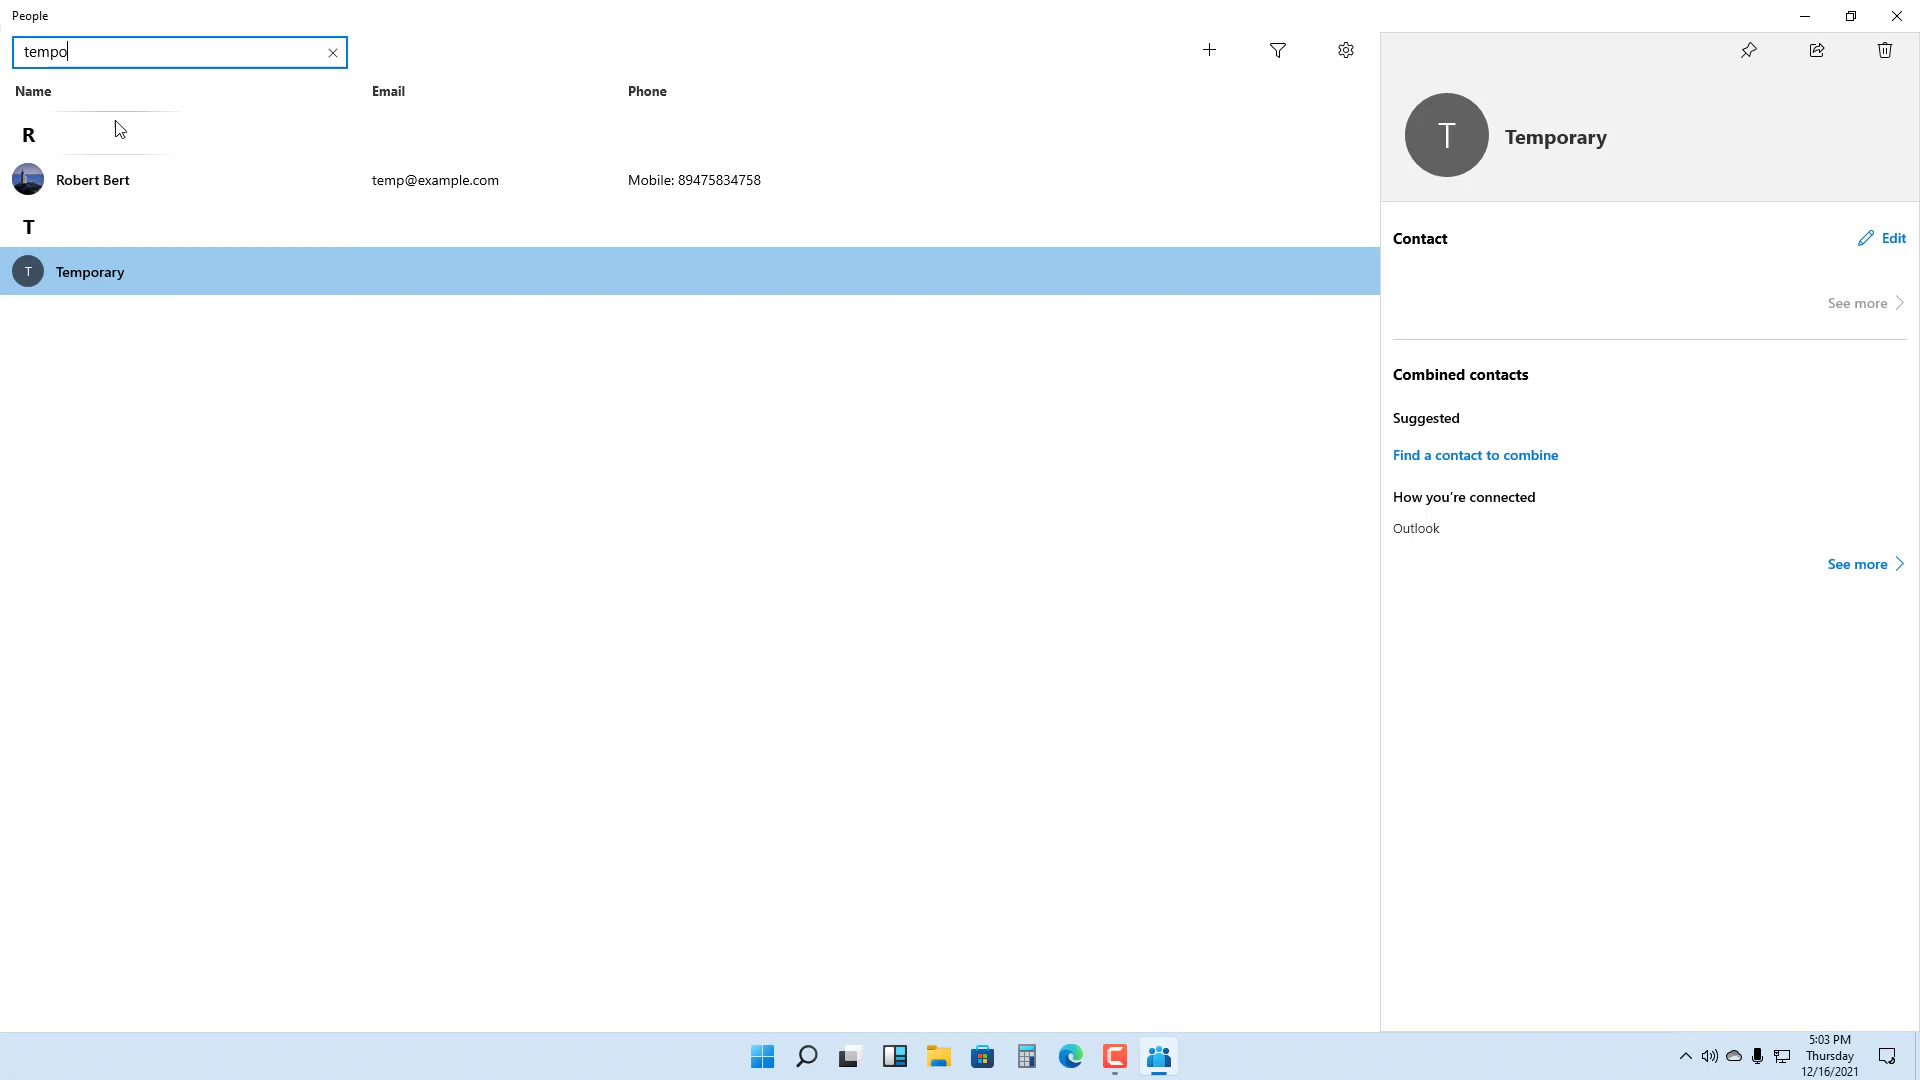 People
tempo
Name Email Phone
R
Robert Bert temp@example.com Mobile: 89475834758
T
T Temporary
T Temporary
Contact Edit
See more
Combined contacts
Suggested
Find a contact to combine
How you're connected
Outlook
See more
5:03 PM
Thursday
12/16/2021